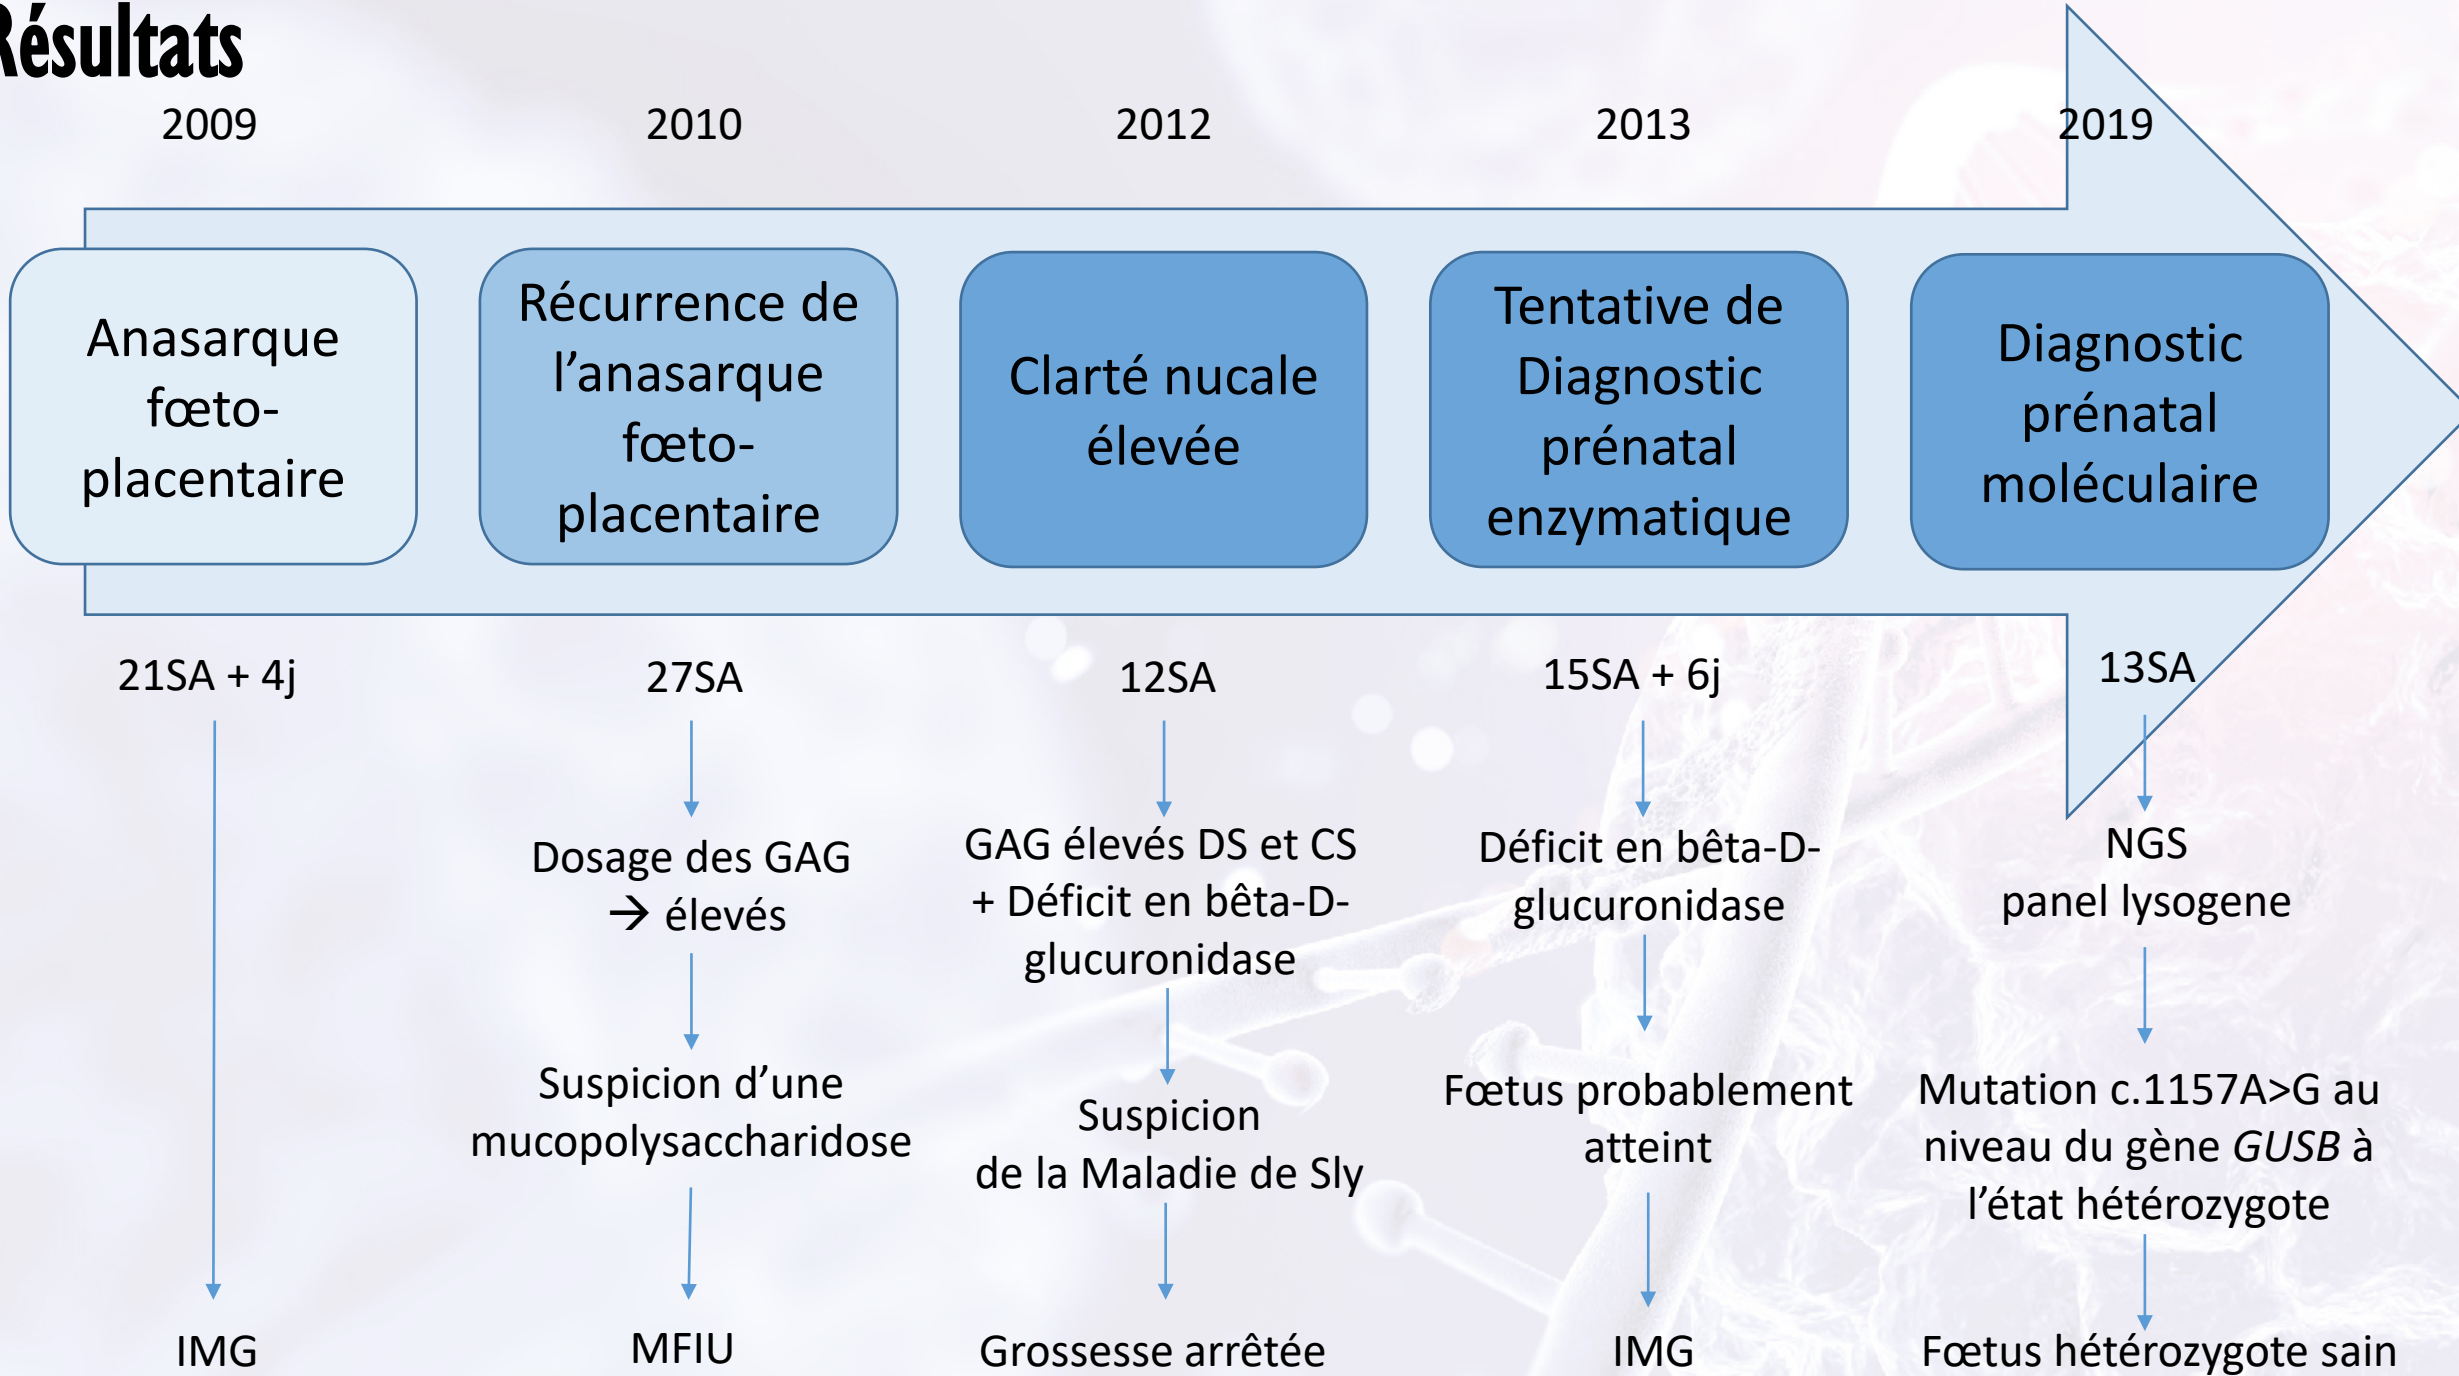 Résultats
2009
2010
2012
2013
2019
Anasarque
fœto-
placentaire
Récurrence de
l’anasarque
fœto-
placentaire
Clarté nucale
élevée
Tentative de
Diagnostic
prénatal
enzymatique
Diagnostic
prénatal
moléculaire
21SA + 4j
27SA
12SA
15SA + 6j
13SA
IMG
Dosage des GAG
→ élevés
Suspicion d’une
mucopolysaccharidose
MFIU
GAG élevés DS et CS
+ Déficit en bêta-D-
glucuronidase
Suspicion
de la Maladie de Sly
Grossesse arrêtée
Déficit en bêta-D-
glucuronidase
Fœtus probablement
atteint
IMG
NGS
panel lysogene
Mutation c.1157A>G au
niveau du gène GUSB à
l’état hétérozygote
Fœtus hétérozygote sain